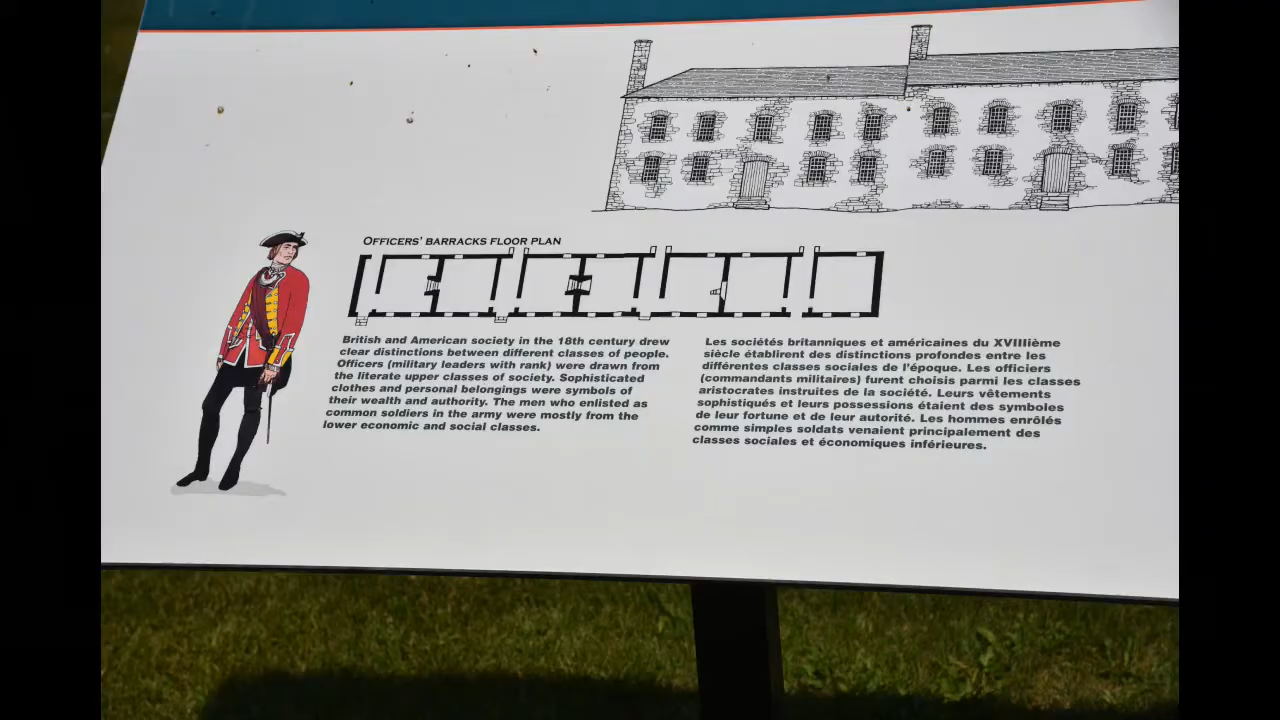 OFFICERS' BARRACKS FLOOR PLAN
British and American society in the 18th century drew
clear distinctions between different classes of people.
Officers (military leaders with rank) were drawn from
the literate upper classes of society. Sophisticated
clothes and personal belongings were symbols of
their wealth and authority. The men who enlisted as
common soldiers in the army were mostly from the
lower economic and social classes.
Les sociétés britanniques et américaines du XVIIIième
siècle établirent des distinctions profondes entre les
différentes classes sociales de l'époque. Les officiers
(commandants militaires) furent choisis parmi les classes
aristocrates instruites de la société. Leurs vêtements
sophistiqués et leurs possessions étaient des symboles
de leur fortune et de leur autorité. Les hommes enrôlés
comme simples soldats venaient principalement des
classes sociales et économiques inférieures.